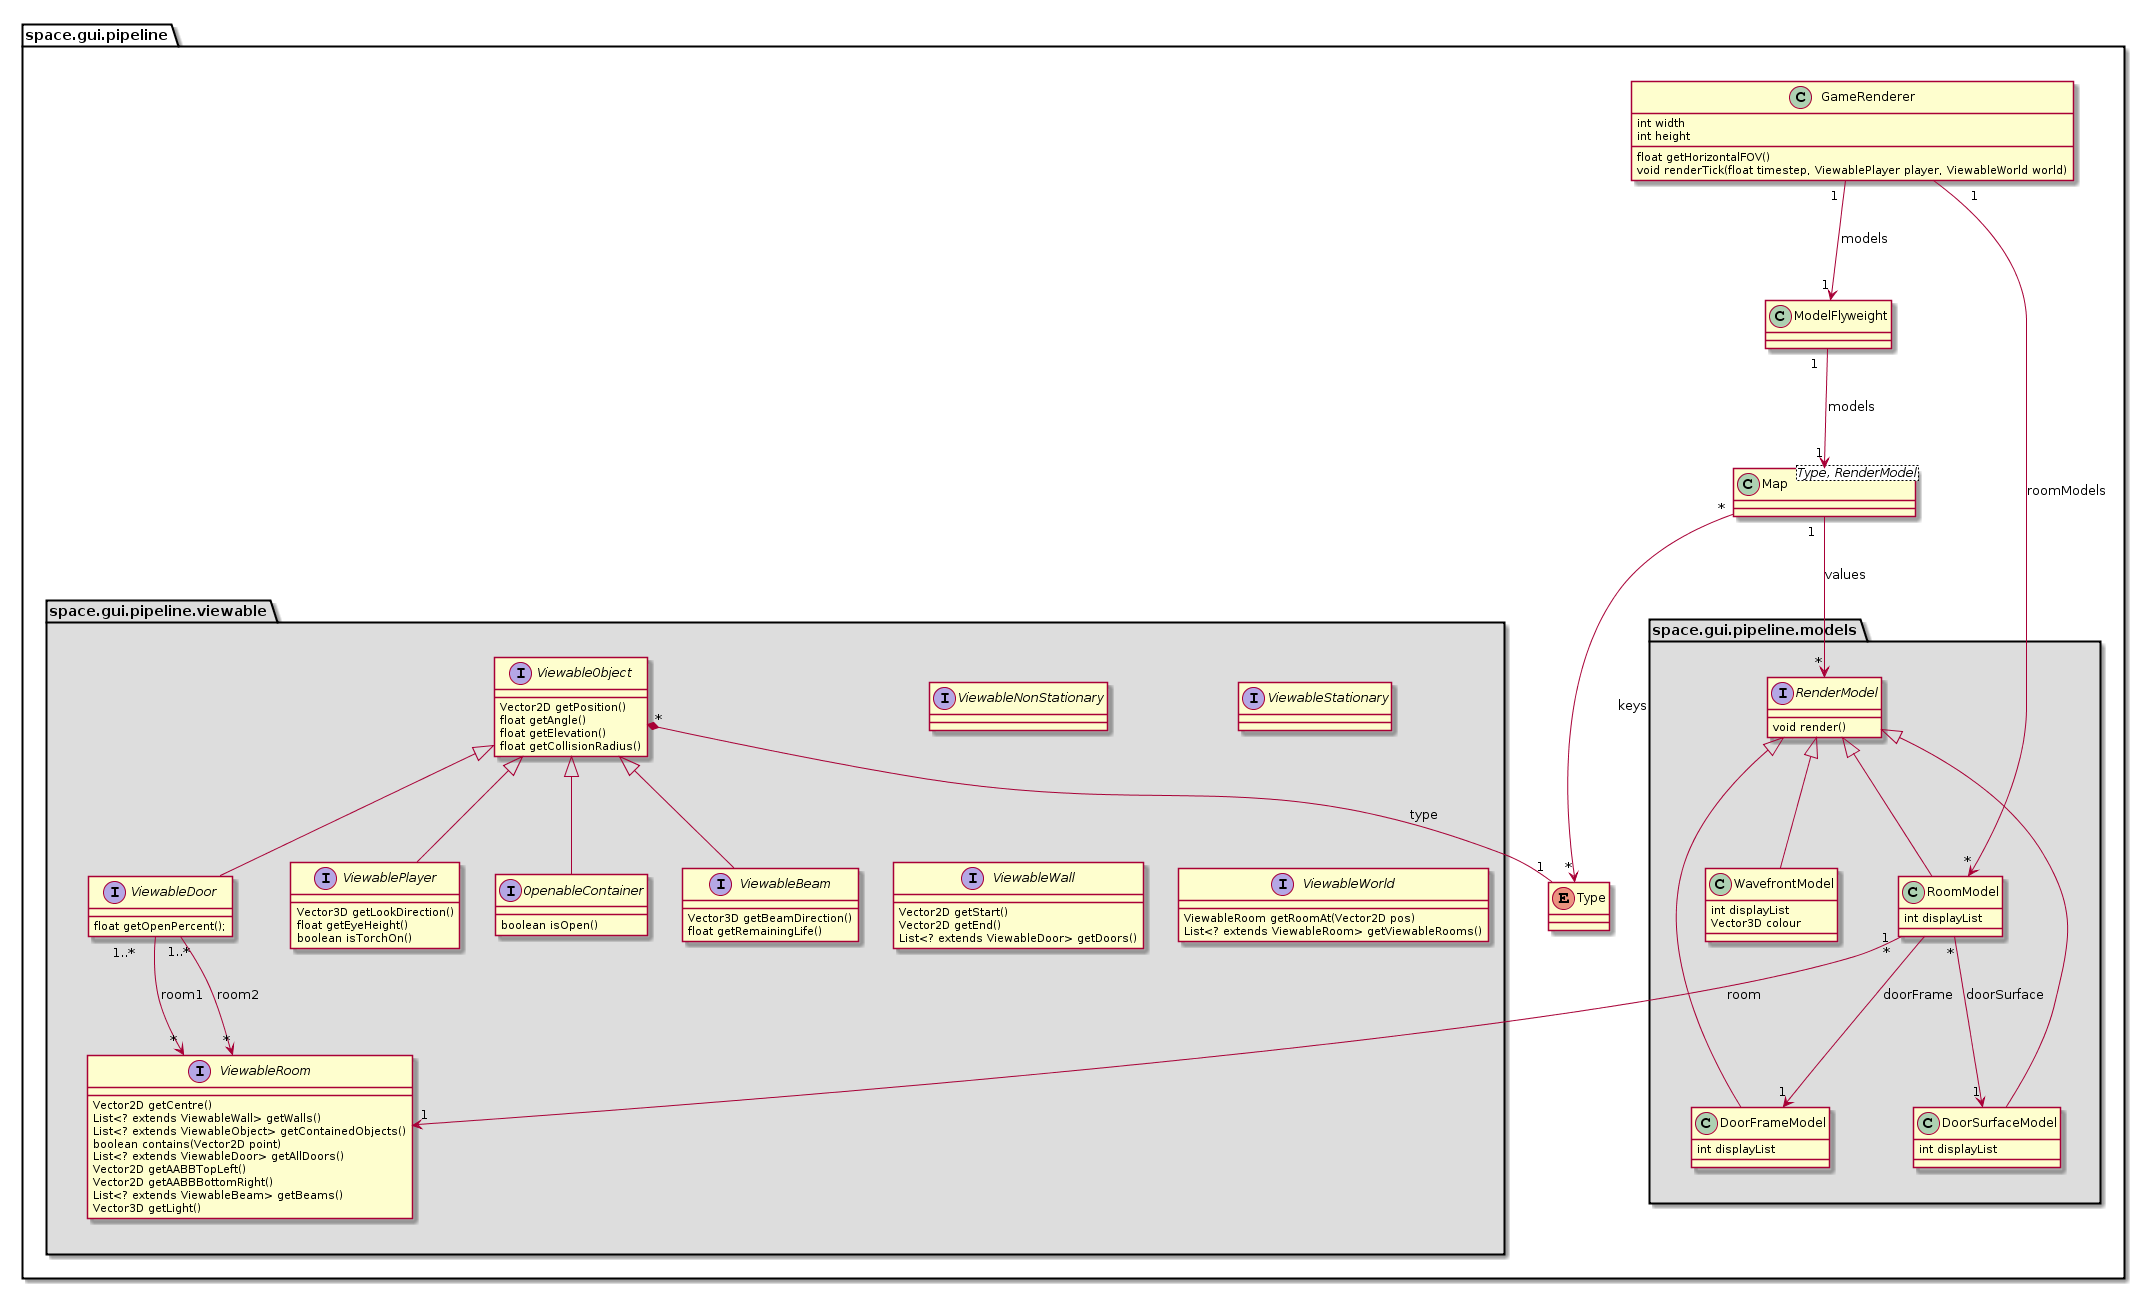 space.gui.pipeline
C GameRenderer
int width
int height
float getHorizontalFOV()
void renderTick(float timestep, ViewablePlayer player, ViewableWorld world)
1
1
models
1
C ModelFlyweight
1
models
1
Type, RenderModel
C Map
roomModels
*
1
values
keys
space.gui.pipeline.viewable
I ViewableObject
Vector2D getPosition()
float getAngle()
float getElevation()
float getCollisionRadius()
*
I ViewableNonStationary
I ViewableStationary
type
1
*
E Type
I ViewableDoor
float getOpenPercent();
I ViewablePlayer
Vector3D getLookDirection()
float getEyeHeight()
boolean isTorchOn()
I OpenableContainer
boolean isOpen()
I ViewableBeam
Vector3D getBeamDirection()
float getRemainingLife()
I ViewableWall
Vector2D getStart()
Vector2D getEnd()
List<? extends ViewableDoor> getDoors()
I ViewableWorld
ViewableRoom getRoomAt(Vector2D pos)
List<? extends ViewableRoom> getViewableRooms()
1..*
1..*
room1
room2
*
*
I ViewableRoom
Vector2D getCentre()
List<? extends ViewableWall> getWalls()
List<? extends ViewableObject> getContainedObjects()
boolean contains(Vector2D point)
List<? extends ViewableDoor> getAllDoors()
Vector2D getAABBTopLeft()
Vector2D getAABBBottomRight()
List<? extends ViewableBeam> getBeams()
Vector3D getLight()
1
space.gui.pipeline.models
*
I RenderModel
void render()
*
C WavefrontModel
int displayList
Vector3D colour
C RoomModel
int displayList
1
*
*
room
doorFrame
doorSurface
1
1
C DoorFrameModel
int displayList
C DoorSurfaceModel
int displayList